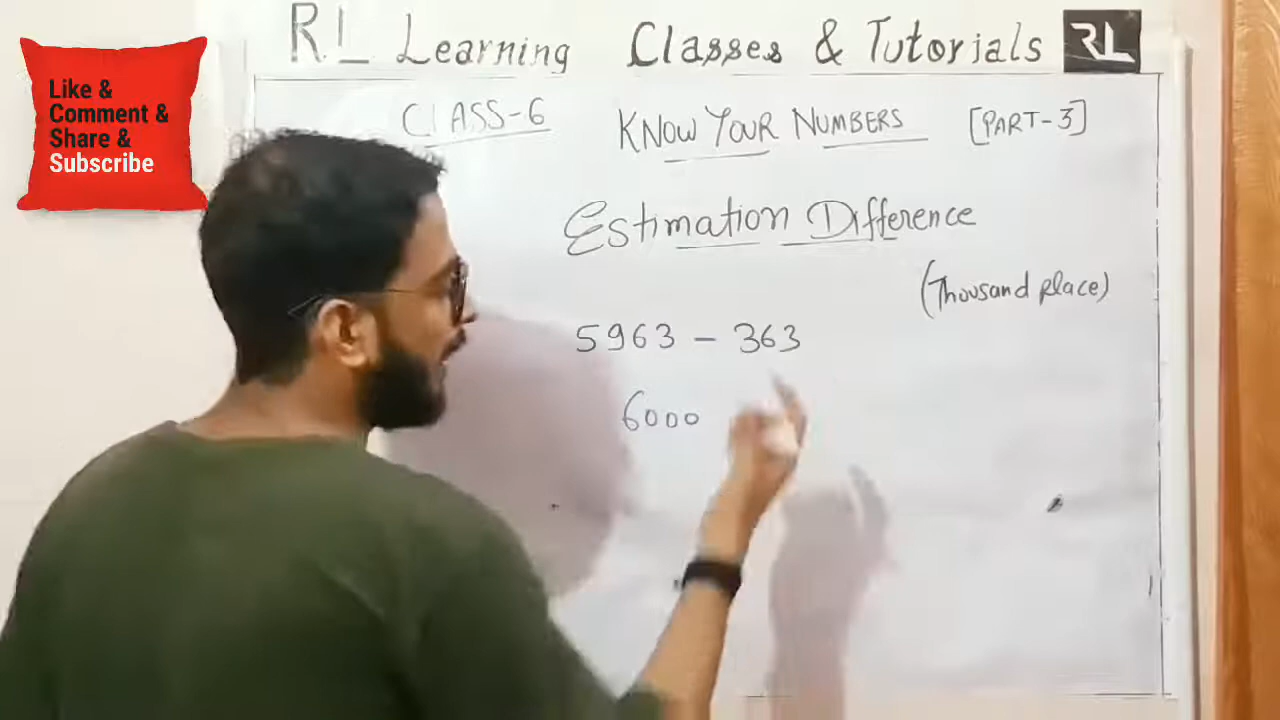 R.L Learning Classes & Tutorials RL
Like &
Comment &
Share &
Subscribe
CLASS-6 KNOW YOUR NUMBERS [PART-3]
Estimation Difference
(Thousand place)
5963 - 363
6000